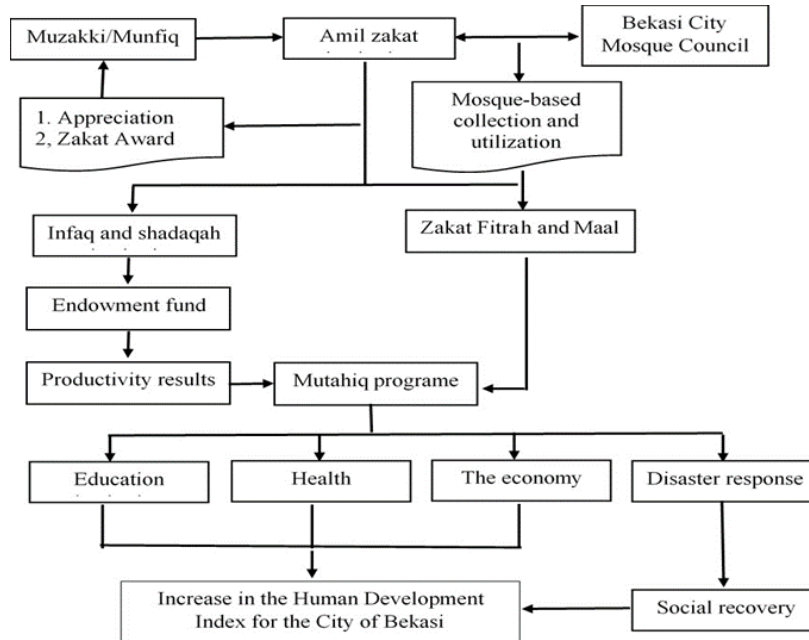 Muzakki/Munfiq
Amil zakat
Bekasi City
Mosque Council
1. Appreciation
2, Zakat Award
Mosque-based
collection and
utilization
Infaq and shadaqah
Zakat Fitrah and Maal
Endowment fund
Productivity results
Mutahiq programe
Education
Health
The economy
Disaster response
Increase in the Human Development
Index for the City of Bekasi
Social recovery